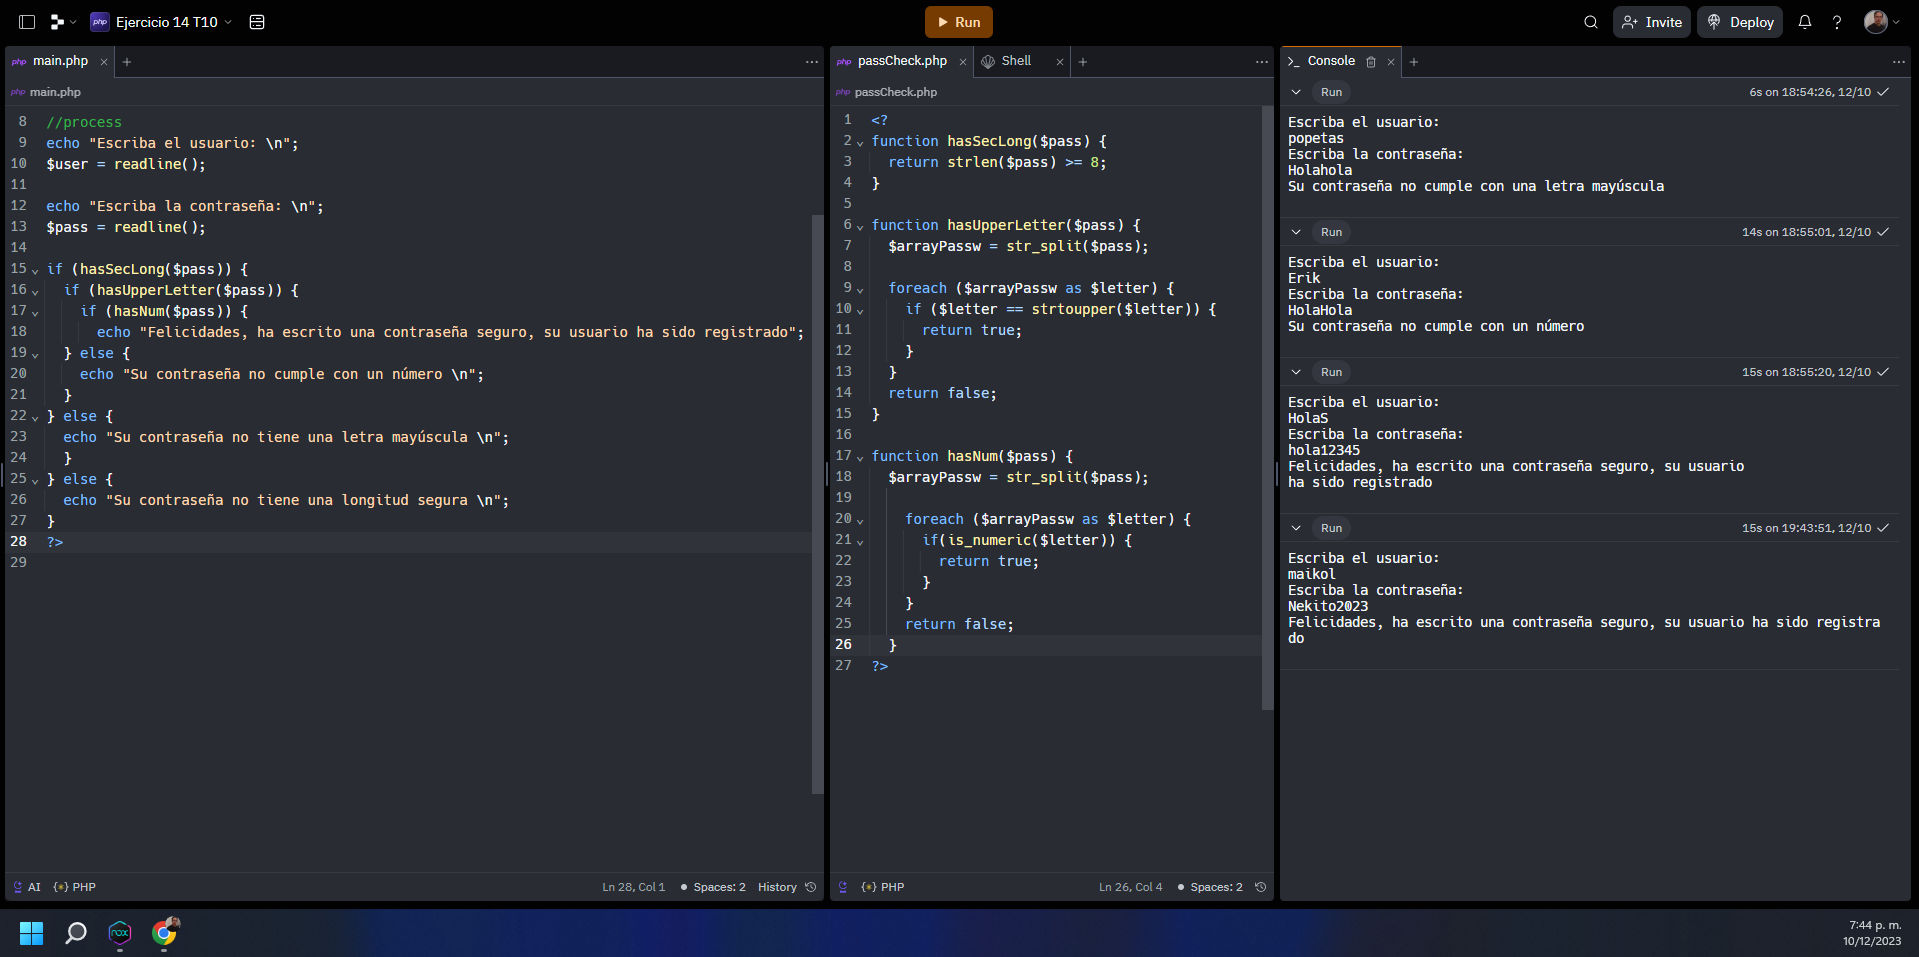 php Ejercicio 14 T10
Run
Invite
Deploy
php main.php
php main.php
8 //process
9 echo "Escriba el usuario: \n";
10 $user = readline();
11
12 echo "Escriba la contraseña: \n";
13 $pass = readline();
14
15 if (hasSecLong($pass)) {
16 if (hasUpperLetter($pass)) {
17 if (hasNum($pass)) {
18 echo "Felicidades, ha escrito una contraseña seguro, su usuario ha sido registrado";
19 } else {
20 echo "Su contraseña no cumple con un número \n";
21 }
22 } else {
23 echo "Su contraseña no tiene una letra mayúscula \n";
24 }
25 } else {
26 echo "Su contraseña no tiene una longitud segura \n";
27 }
28 ?>
29
AI {•} PHP Ln 28, Col 1 Spaces: 2 History
php passCheck.php
Shell
php passCheck.php
1 <?
2 function hasSecLong($pass) {
3 return strlen($pass) >= 8;
4 }
5
6 function hasUpperLetter($pass) {
7 $arrayPassw = str_split($pass);
8
9 foreach ($arrayPassw as $letter) {
10 if ($letter == strtoupper($letter)) {
11 return true;
12 }
13 }
14 return false;
15 }
16
17 function hasNum($pass) {
18 $arrayPassw = str_split($pass);
19
20 foreach ($arrayPassw as $letter) {
21 if(is_numeric($letter)) {
22 return true;
23 }
24 }
25 return false;
26 }
27 ?>
{•} PHP Ln 26, Col 4 Spaces: 2
Console
Run 6s on 18:54:26, 12/10
Escriba el usuario:
popetas
Escriba la contraseña:
Holahola
Su contraseña no cumple con una letra mayúscula
Run 14s on 18:55:01, 12/10
Escriba el usuario:
Erik
Escriba la contraseña:
HolaHola
Su contraseña no cumple con un número
Run 15s on 18:55:20, 12/10
Escriba el usuario:
HolaS
Escriba la contraseña:
hola12345
Felicidades, ha escrito una contraseña seguro, su usuario
ha sido registrado
Run 15s on 19:43:51, 12/10
Escriba el usuario:
maikol
Escriba la contraseña:
Nekito2023
Felicidades, ha escrito una contraseña seguro, su usuario ha sido registra
do
nox
7:44 p. m.
10/12/2023